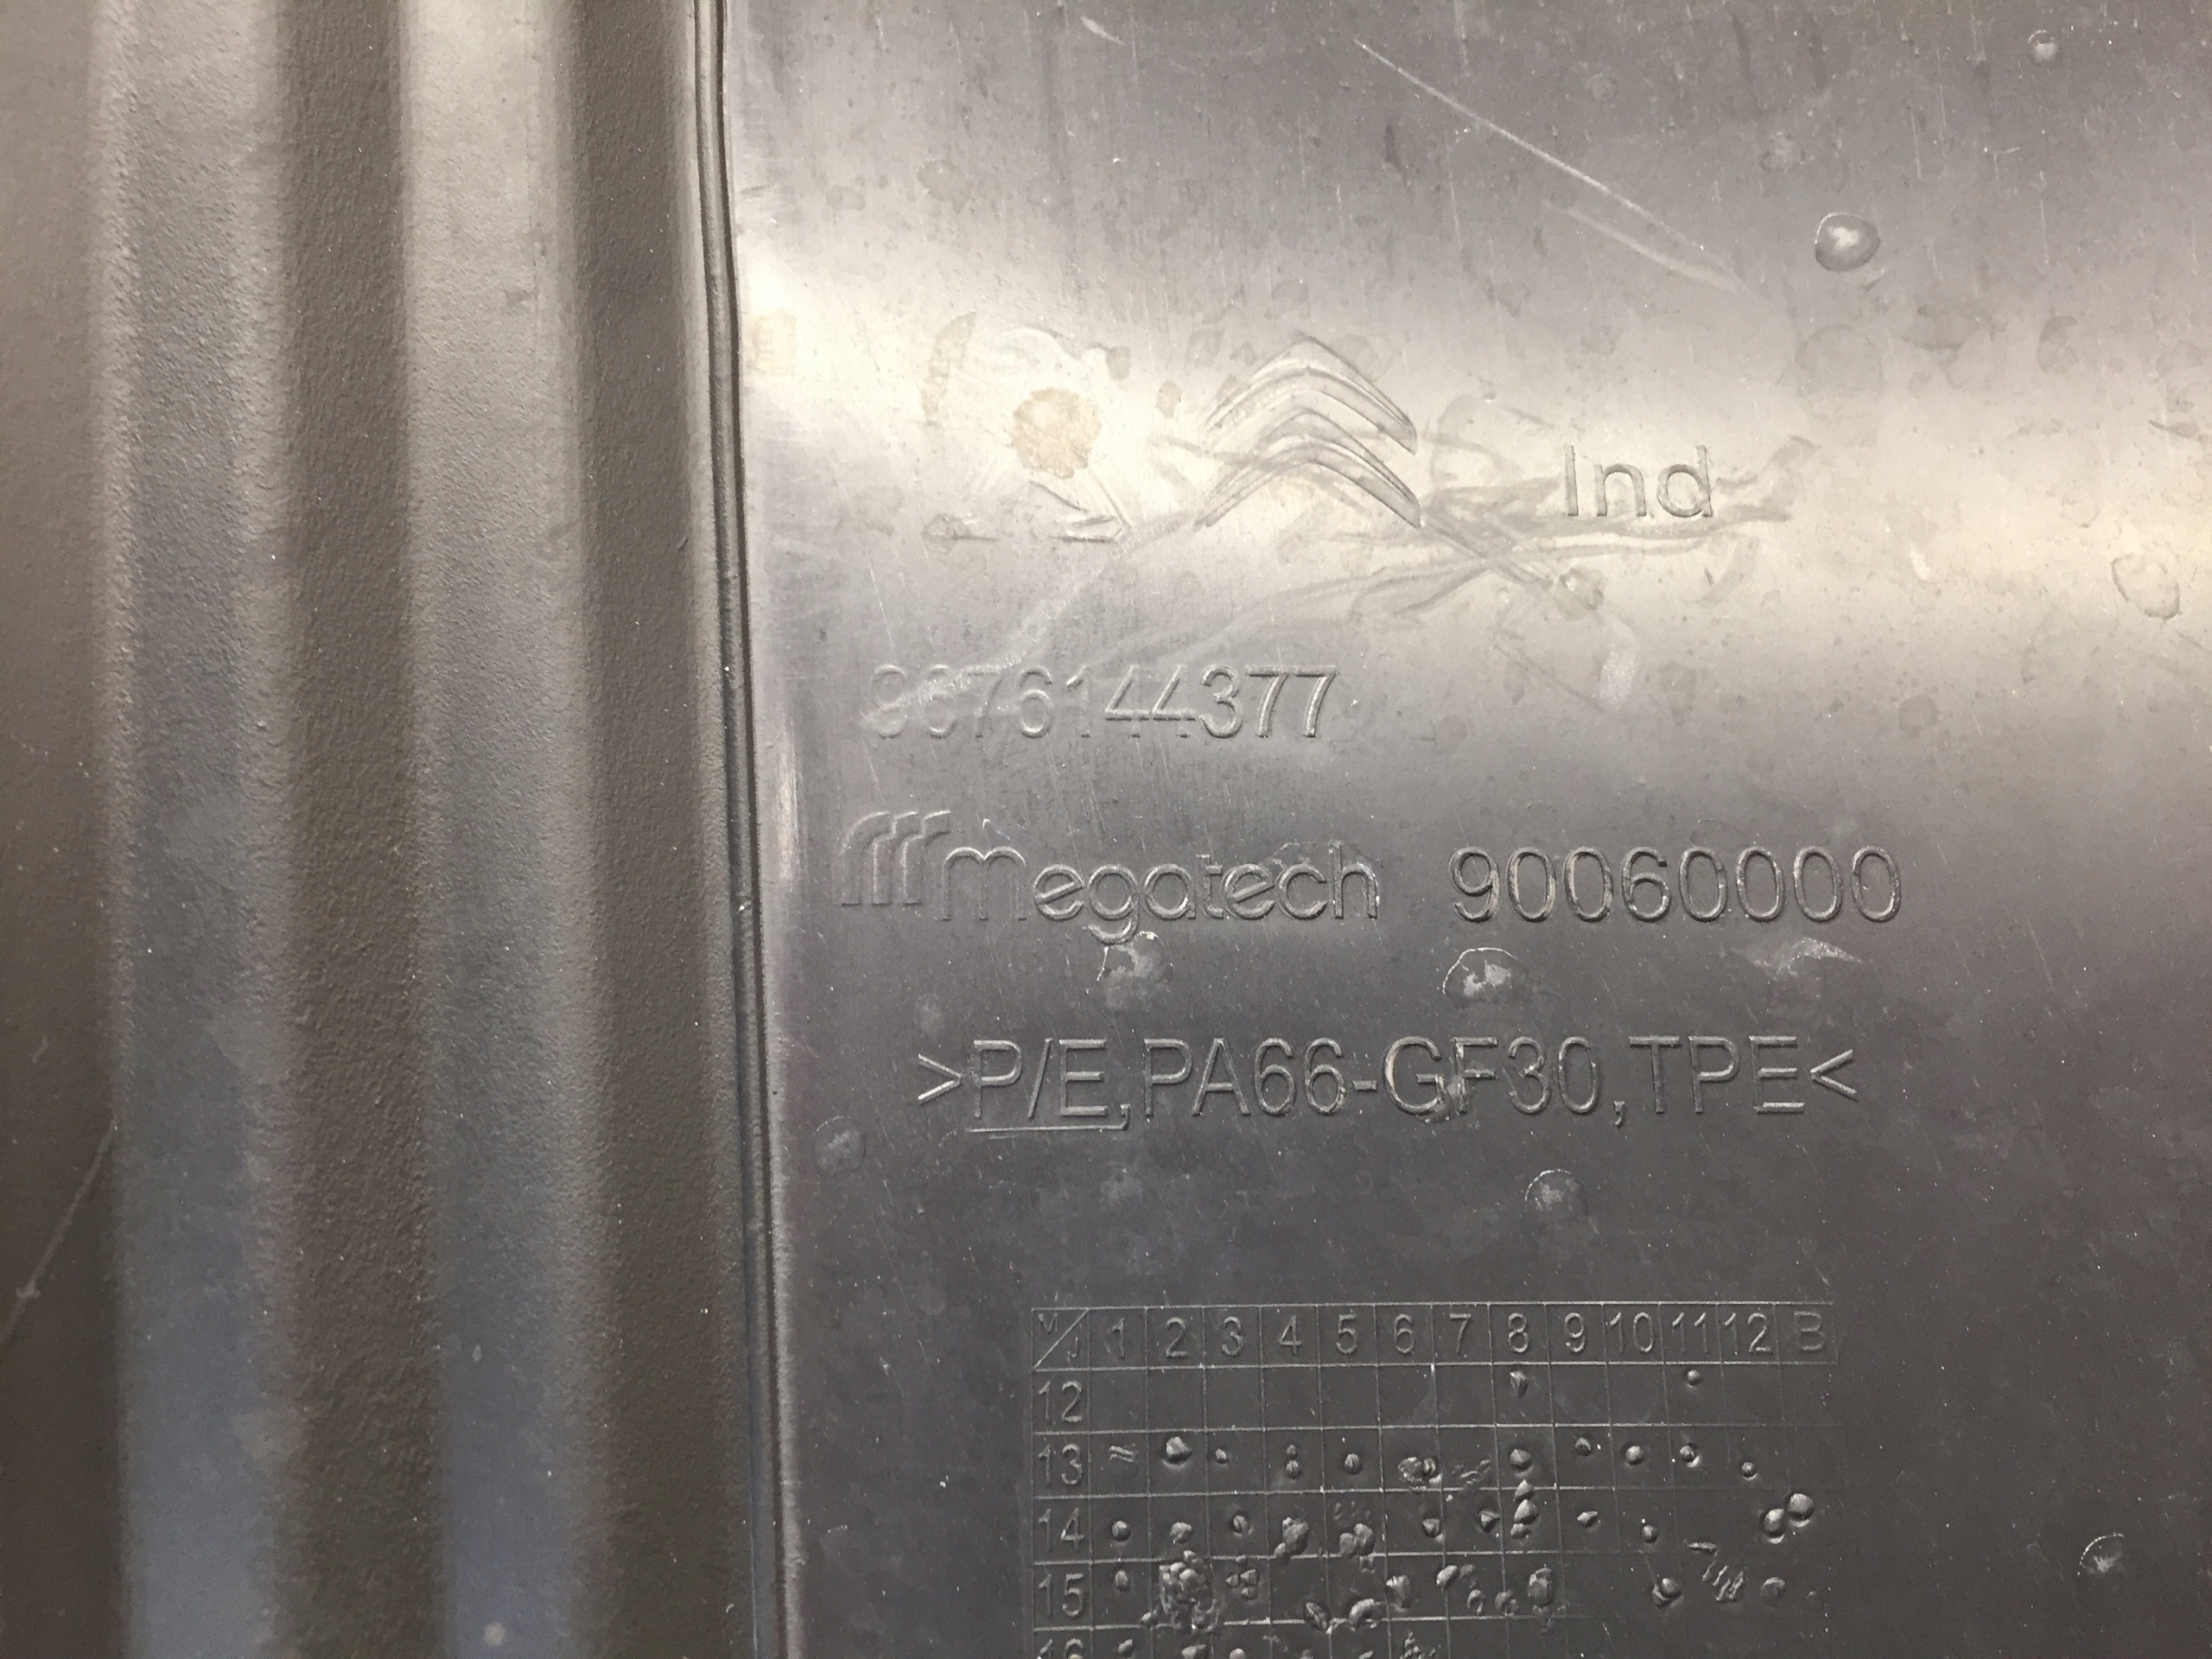 Ind
9676144377
megatech 90060000
>P/E,PA66-GF30,TPE<
M/J 1 2 3 4 5 6 7 8 9 10 11 12 B
12
13
14
15
16